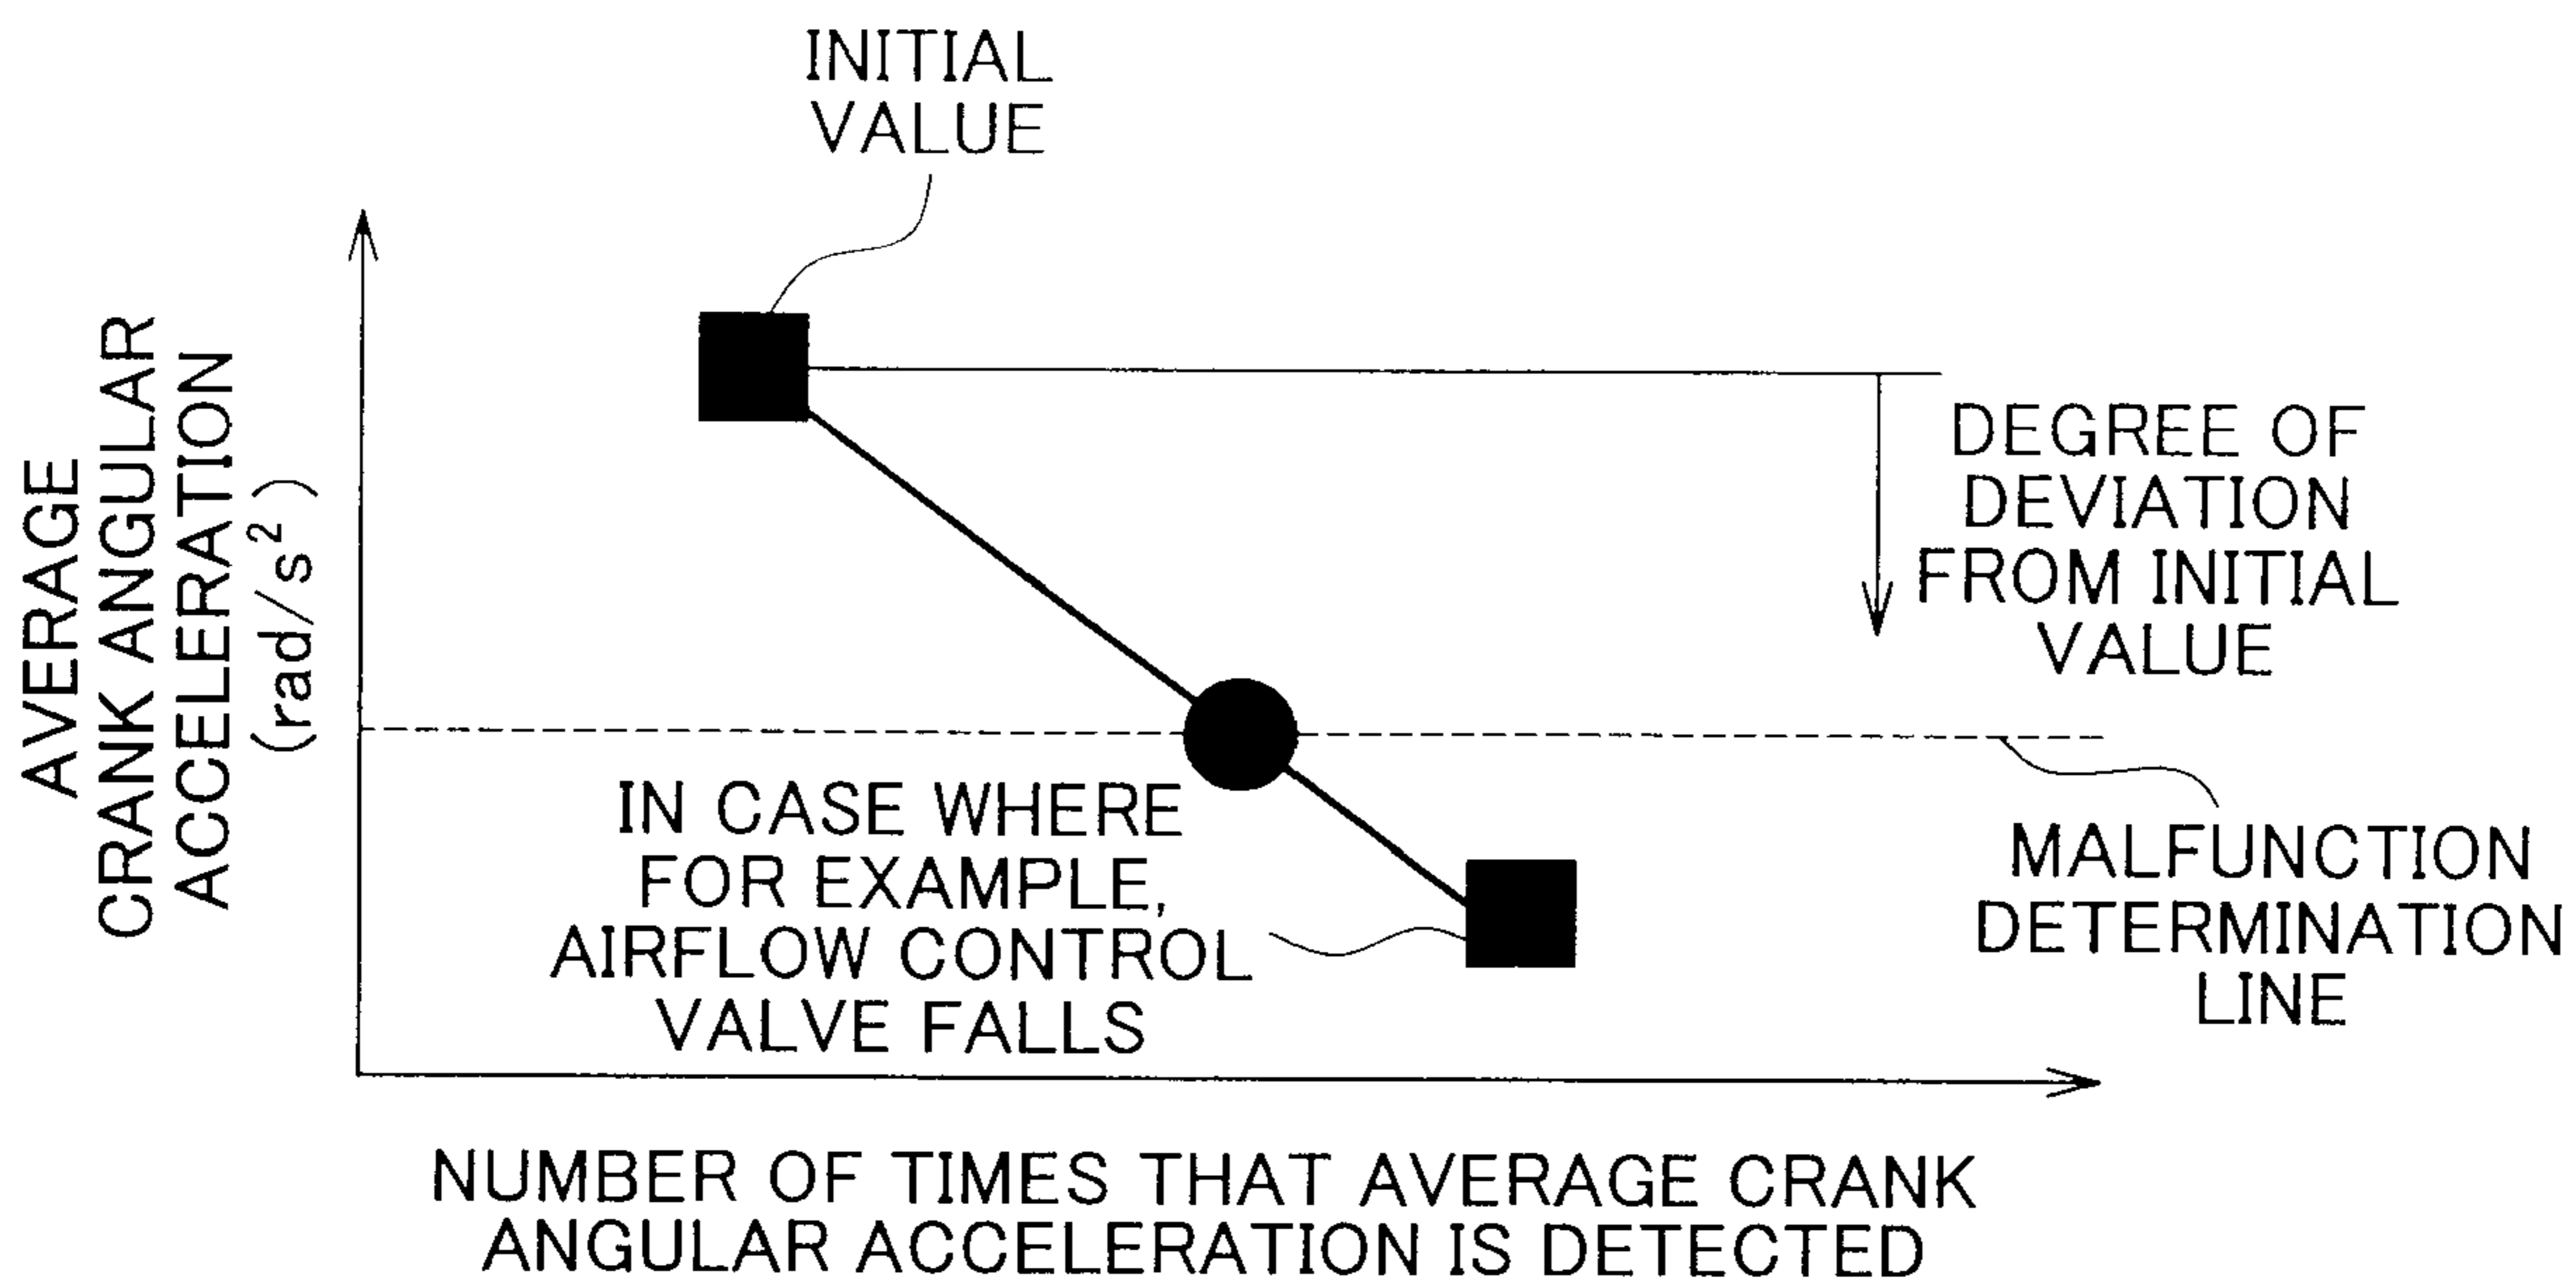 INITIAL
VALUE
AVERAGE
CRANK ANGULAR
ACCELERATION
(rad/s²)
DEGREE OF
DEVIATION
FROM INITIAL
VALUE
IN CASE WHERE
FOR EXAMPLE,
AIRFLOW CONTROL
VALVE FALLS
MALFUNCTION
DETERMINATION
LINE
NUMBER OF TIMES THAT AVERAGE CRANK
ANGULAR ACCELERATION IS DETECTED